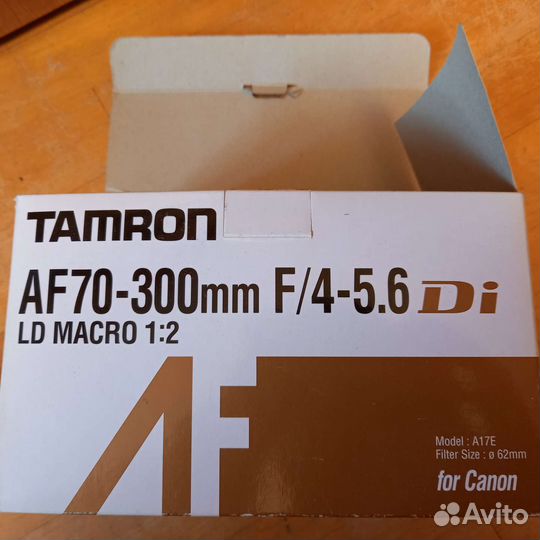 TAMRON
AF70-300mm F/4-5.6 Di
LD MACRO 1:2
AF
Model : A17E
Filter Size : ø 62mm
for Canon
Avito